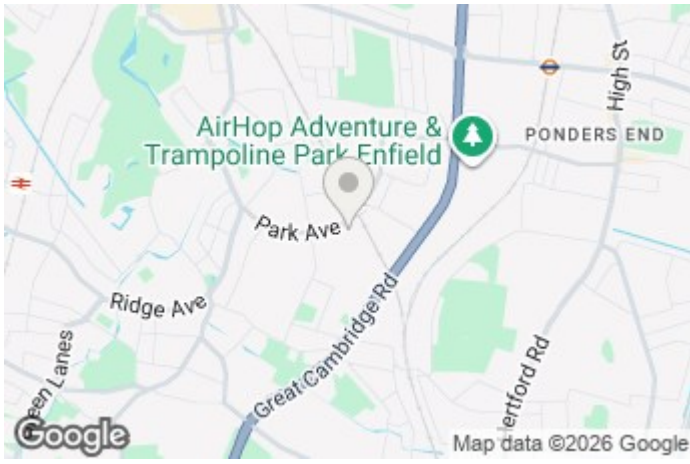 High St
AirHop Adventure &
Trampoline Park Enfield
PONDERS END
Park Ave
Ridge Ave
Great Cambridge Rd
Green Lanes
Hertford Rd
Google
Map data ©2026 Google